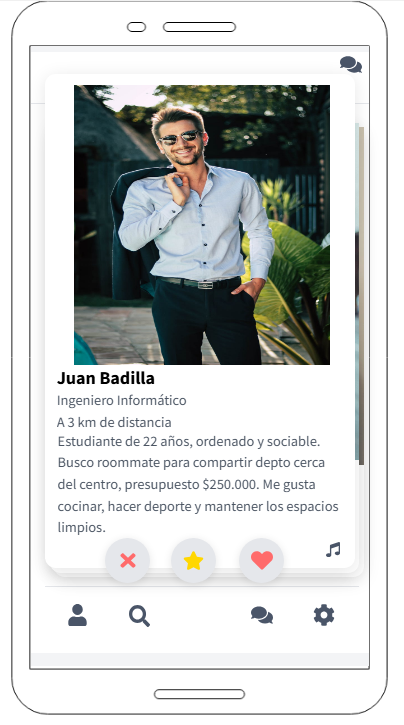 Juan Badilla
Ingeniero Informático
A 3 km de distancia
Estudiante de 22 años, ordenado y sociable.
Busco roommate para compartir depto cerca
del centro, presupuesto $250.000. Me gusta
cocinar, hacer deporte y mantener los espacios
limpios.